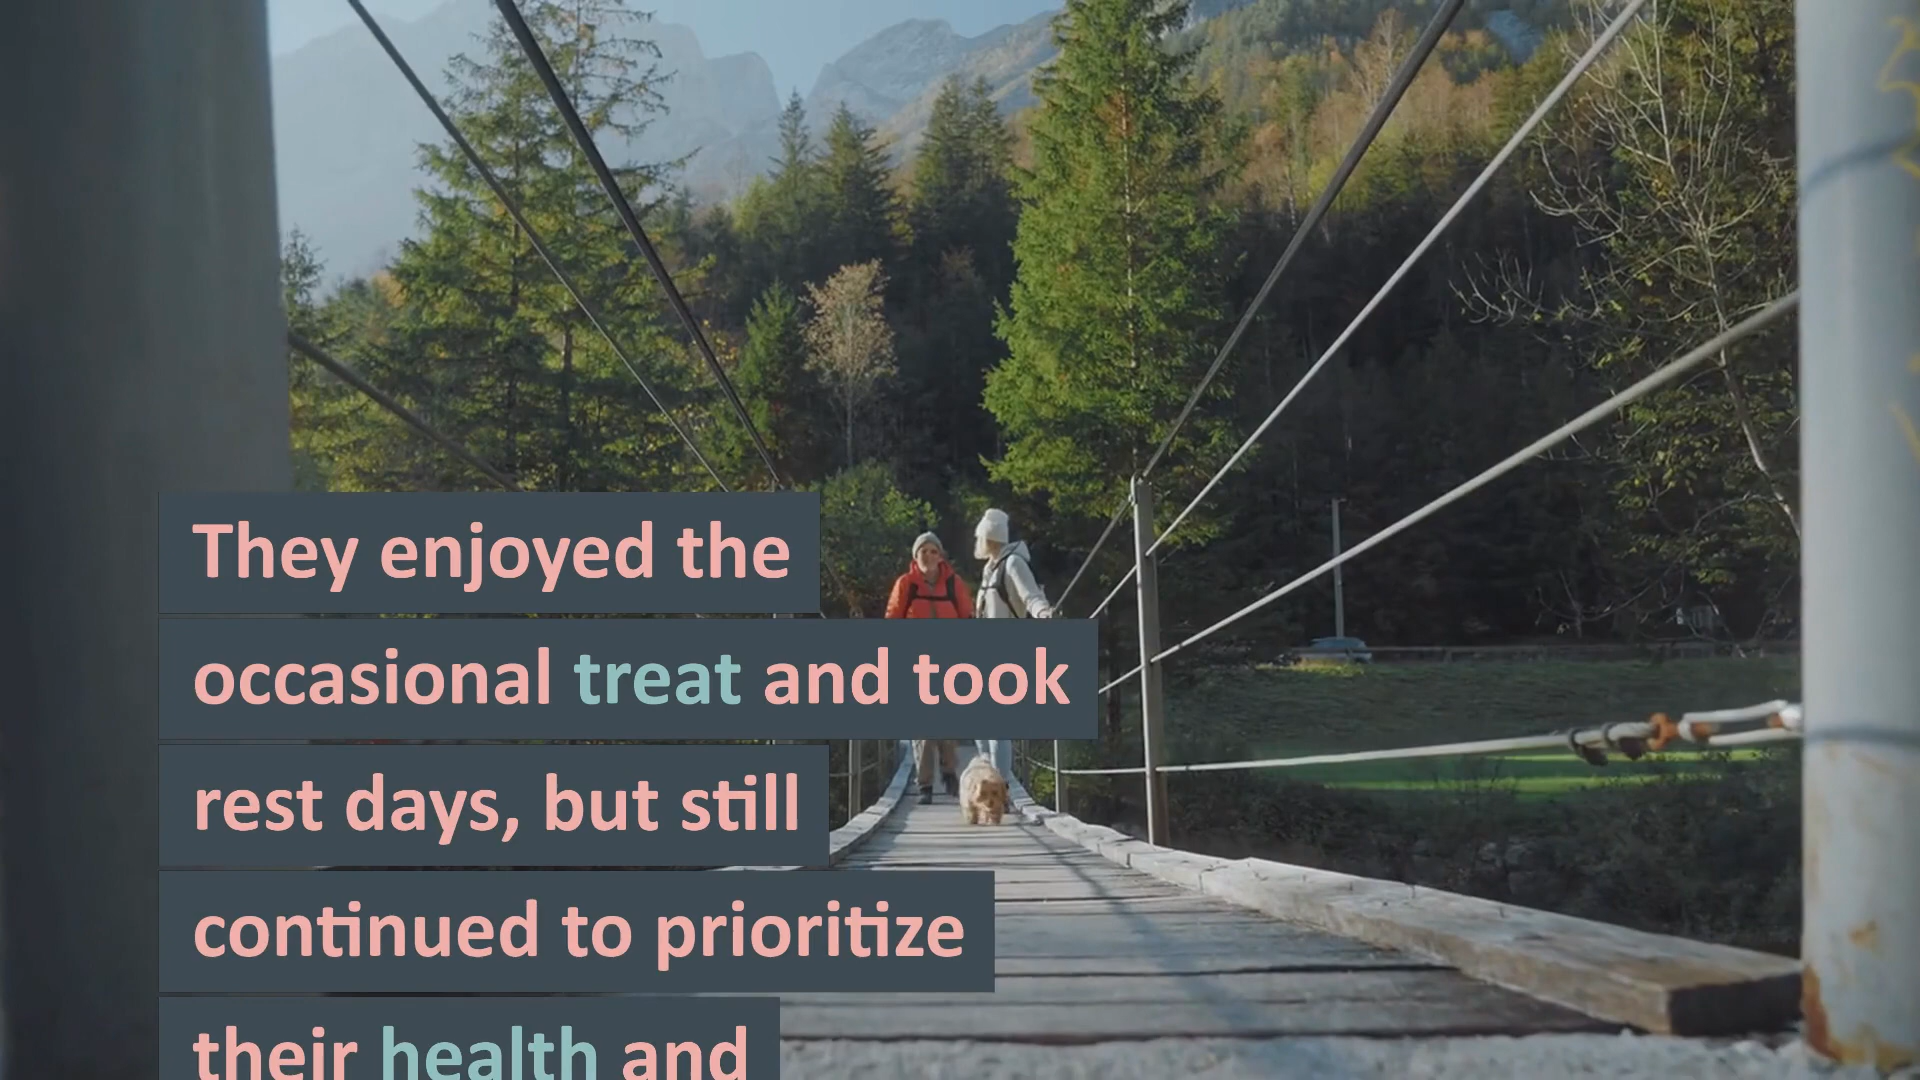 They enjoyed the
occasional treat and took
rest days, but still
continued to prioritize
their health and